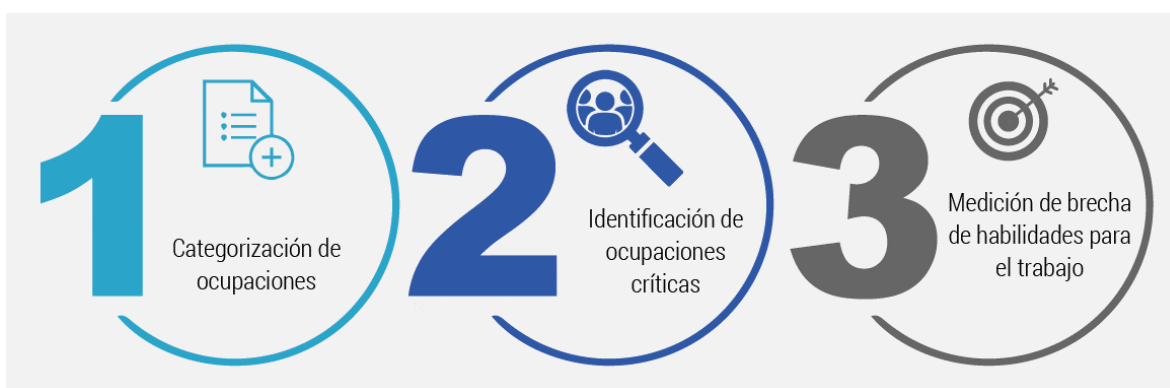 1
Categorización de
ocupaciones
2
Identificación de
ocupaciones
críticas
3
Medición de brecha
de habilidades para
el trabajo